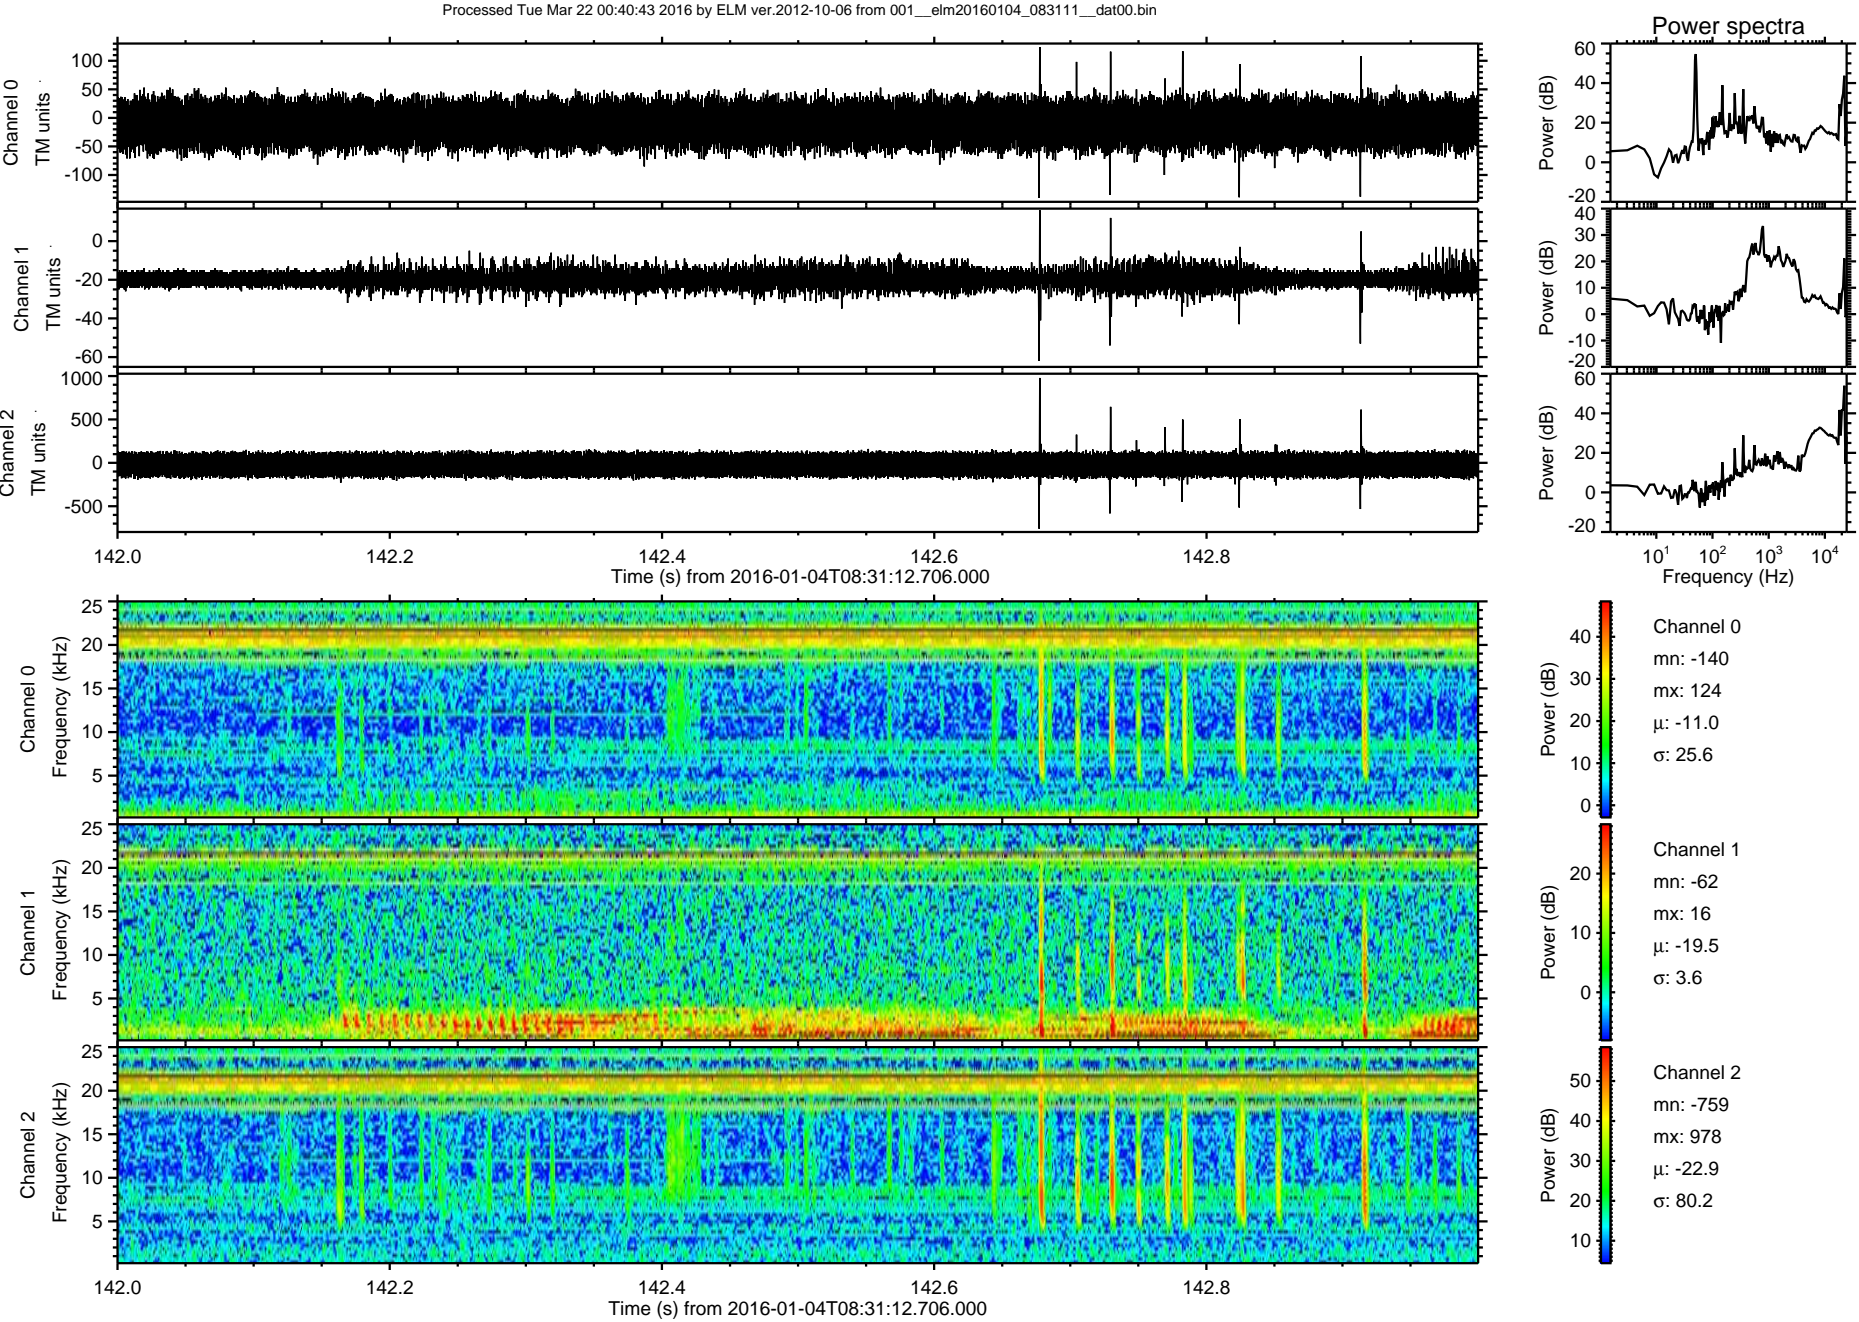 Processed Tue Mar 22 00:40:43 2016 by ELM ver.2012-10-06 from 001__elm20160104_083111__dat00.bin
Power spectra
Channel 0
TM units
100
50
0
-50
-100
Power (dB)
60
40
20
0
-20
Channel 1
TM units
0
-20
-40
-60
Power (dB)
40
30
20
10
0
-10
-20
Channel 2
TM units
1000
500
0
-500
Power (dB)
60
40
20
0
-20
142.0 142.2 142.4 142.6 142.8
Time (s) from 2016-01-04T08:31:12.706.000
10^1 10^2 10^3 10^4
Frequency (Hz)
Channel 0
Frequency (kHz)
25
20
15
10
5
Power (dB)
40
30
20
10
0
Channel 0
mn: -140
mx: 124
μ: -11.0
σ: 25.6
Channel 1
Frequency (kHz)
25
20
15
10
5
Power (dB)
20
10
0
Channel 1
mn: -62
mx: 16
μ: -19.5
σ: 3.6
Channel 2
Frequency (kHz)
25
20
15
10
5
Power (dB)
50
40
30
20
10
Channel 2
mn: -759
mx: 978
μ: -22.9
σ: 80.2
142.0 142.2 142.4 142.6 142.8
Time (s) from 2016-01-04T08:31:12.706.000